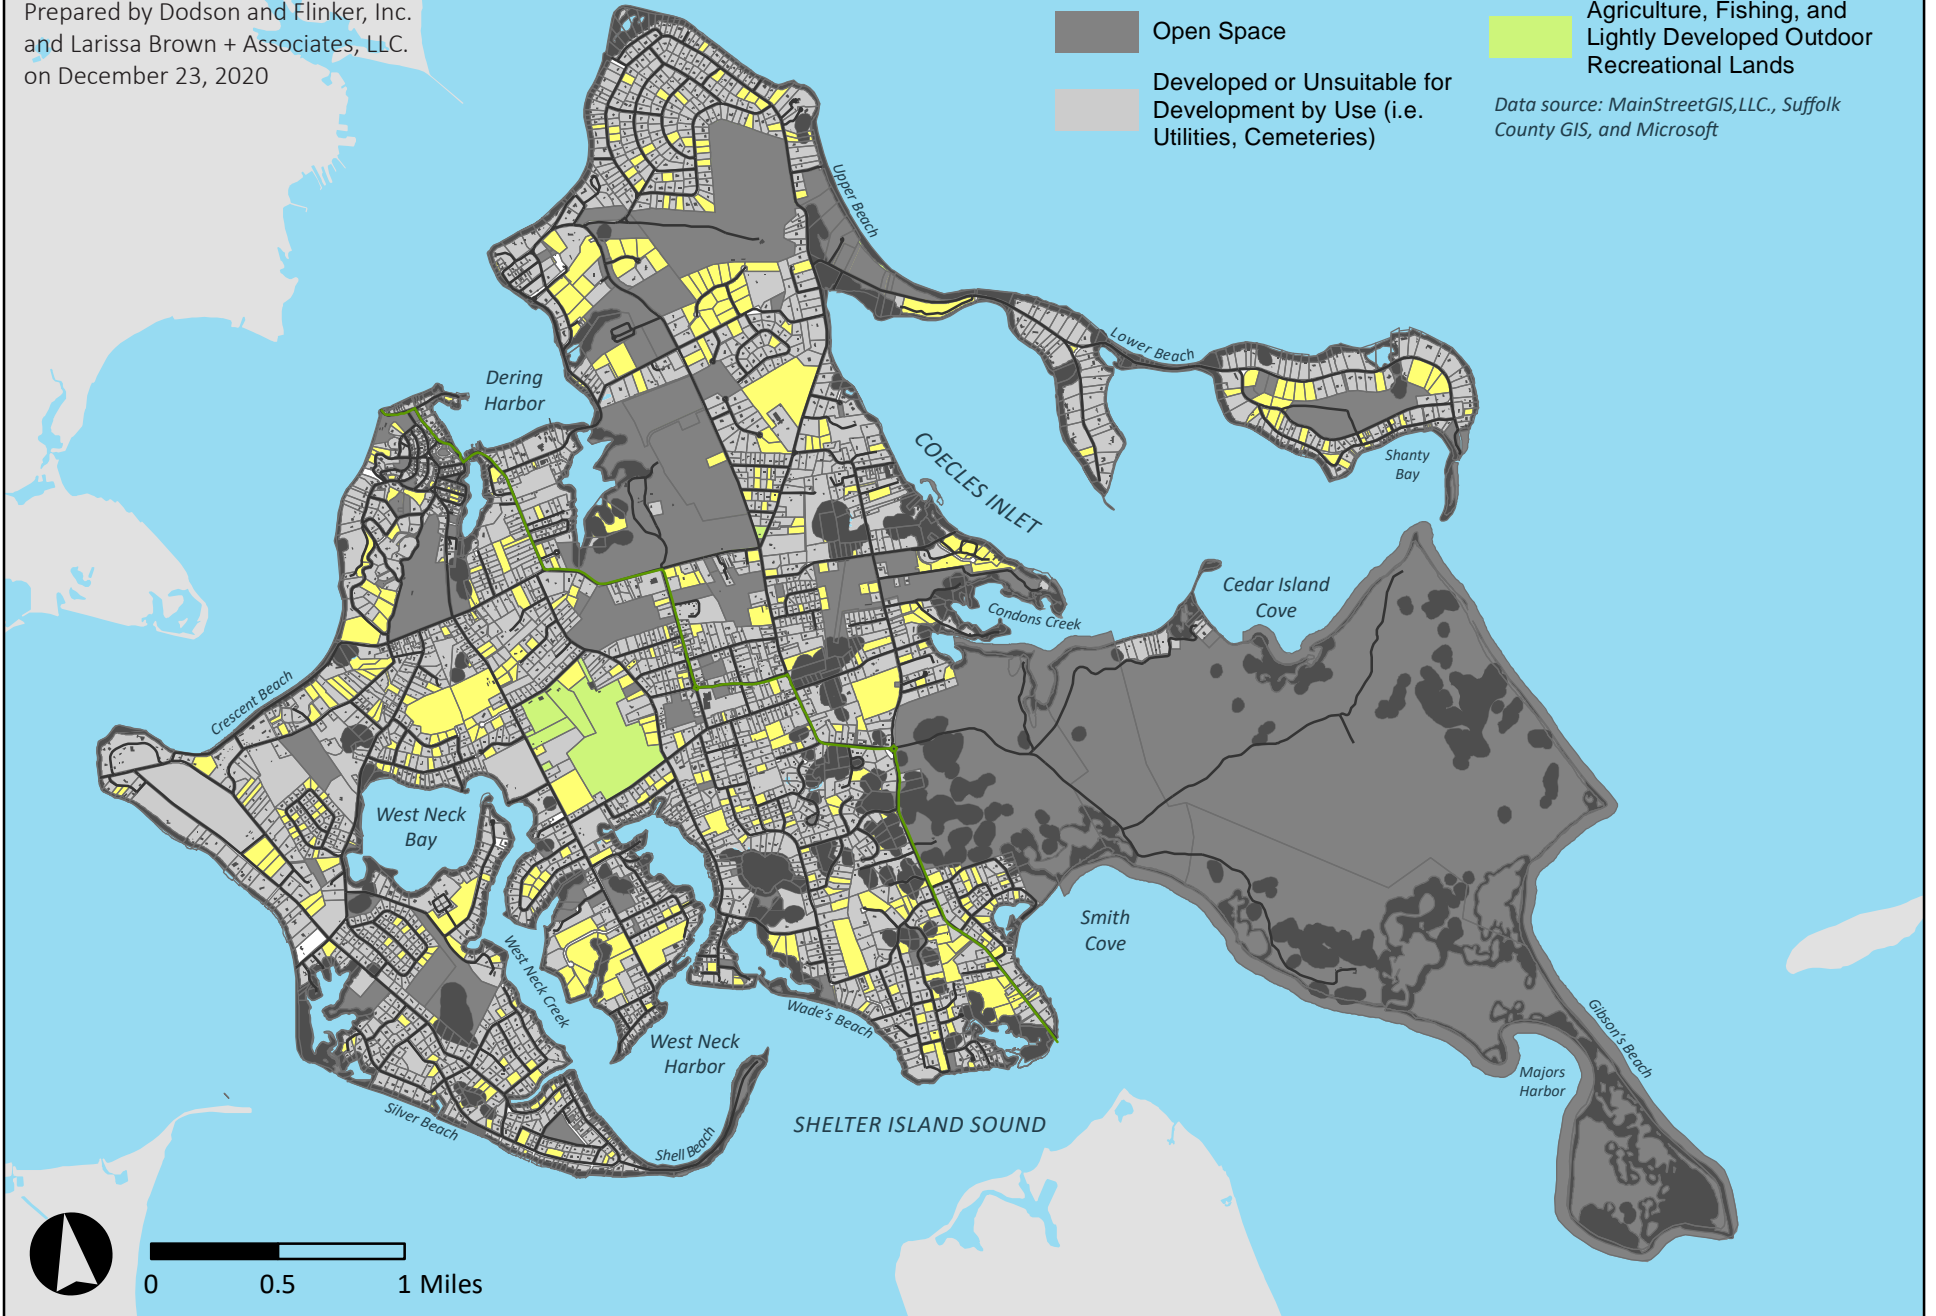 Prepared by Dodson and Flinker, Inc.
and Larissa Brown + Associates, LLC.
on December 23, 2020
Open Space
Developed or Unsuitable for
Development by Use (i.e.
Utilities, Cemeteries)
Agriculture, Fishing, and
Lightly Developed Outdoor
Recreational Lands
Data source: MainStreetGIS,LLC., Suffolk
County GIS, and Microsoft
Upper Beach
Lower Beach
Dering
Harbor
COECLES INLET
Shanty
Bay
Cedar Island
Cove
Condons Creek
Crescent Beach
West Neck
Bay
West Neck Creek
Smith
Cove
Wade's Beach
West Neck
Harbor
Gibson's Beach
Majors
Harbor
Silver Beach
Shell Beach
SHELTER ISLAND SOUND
0 0.5 1 Miles